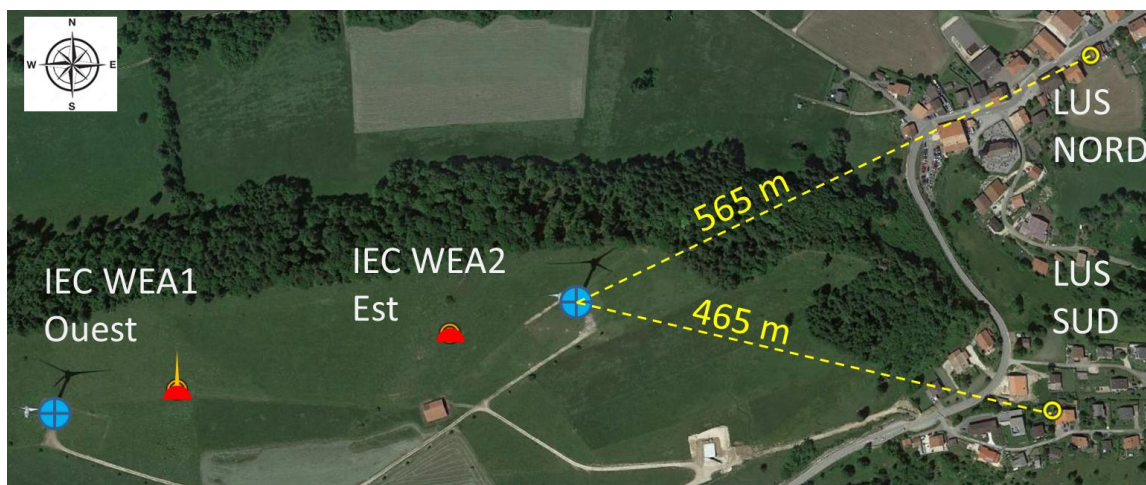 N
W E
S
LUS
NORD
565 m
IEC WEA1
Ouest
IEC WEA2
Est
LUS
SUD
465 m